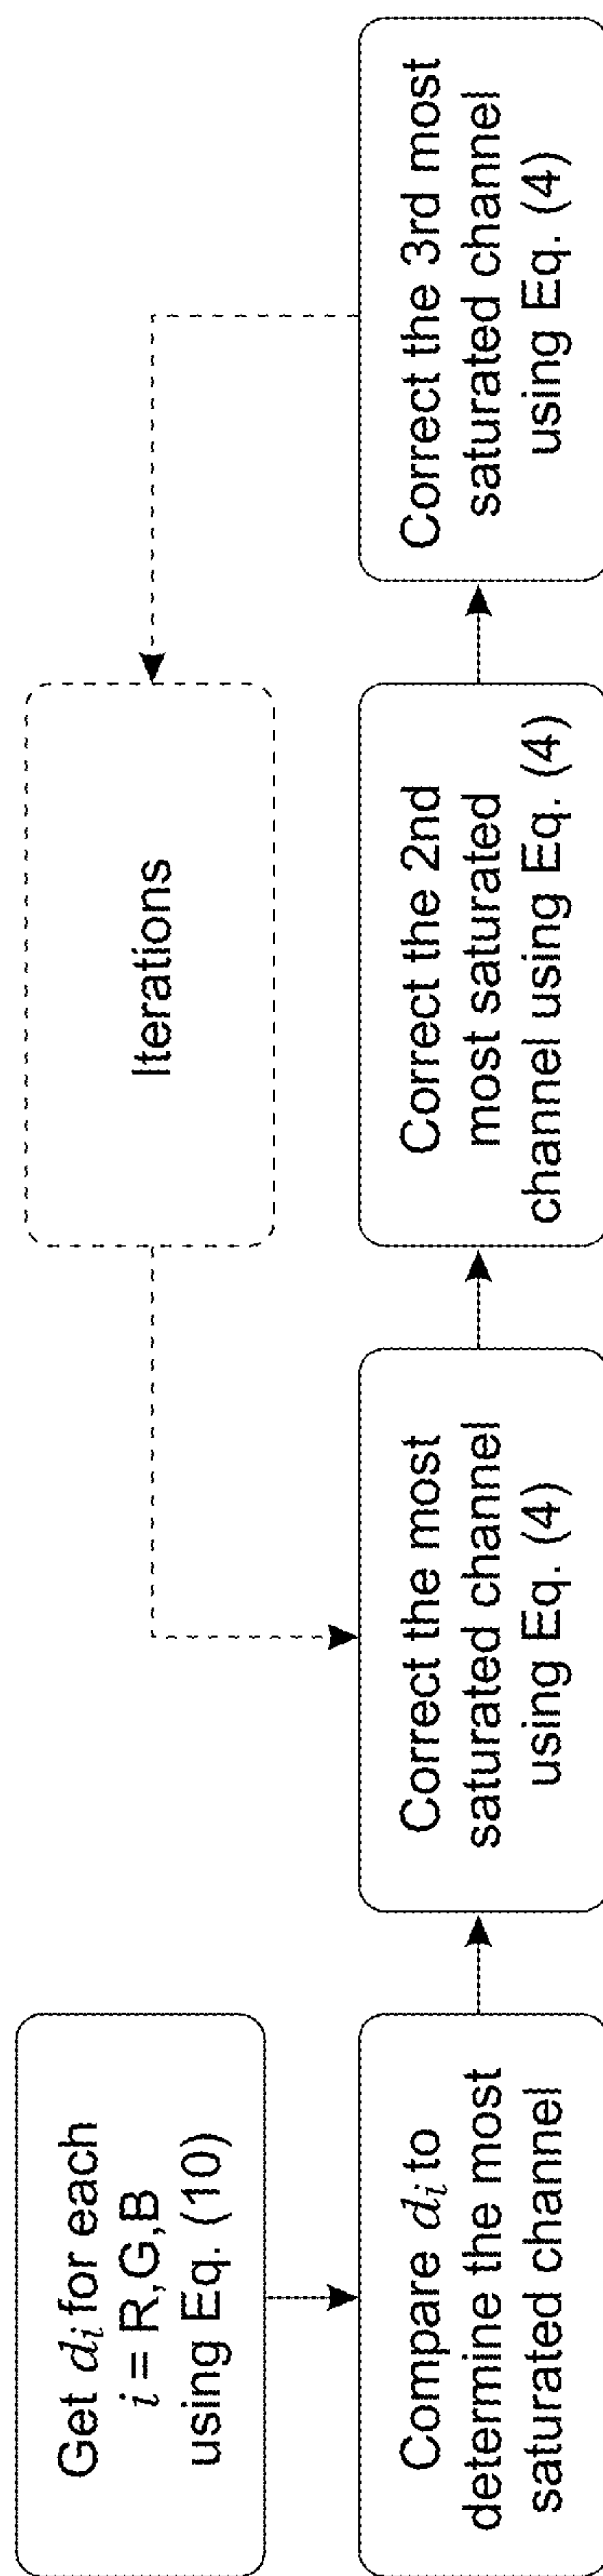 Get d_i for each
i = R,G,B
using Eq. (10)
Compare d_i to
determine the most
saturated channel
Correct the most
saturated channel
using Eq. (4)
Correct the 2nd
most saturated
channel using Eq. (4)
Correct the 3rd most
saturated channel
using Eq. (4)
Iterations